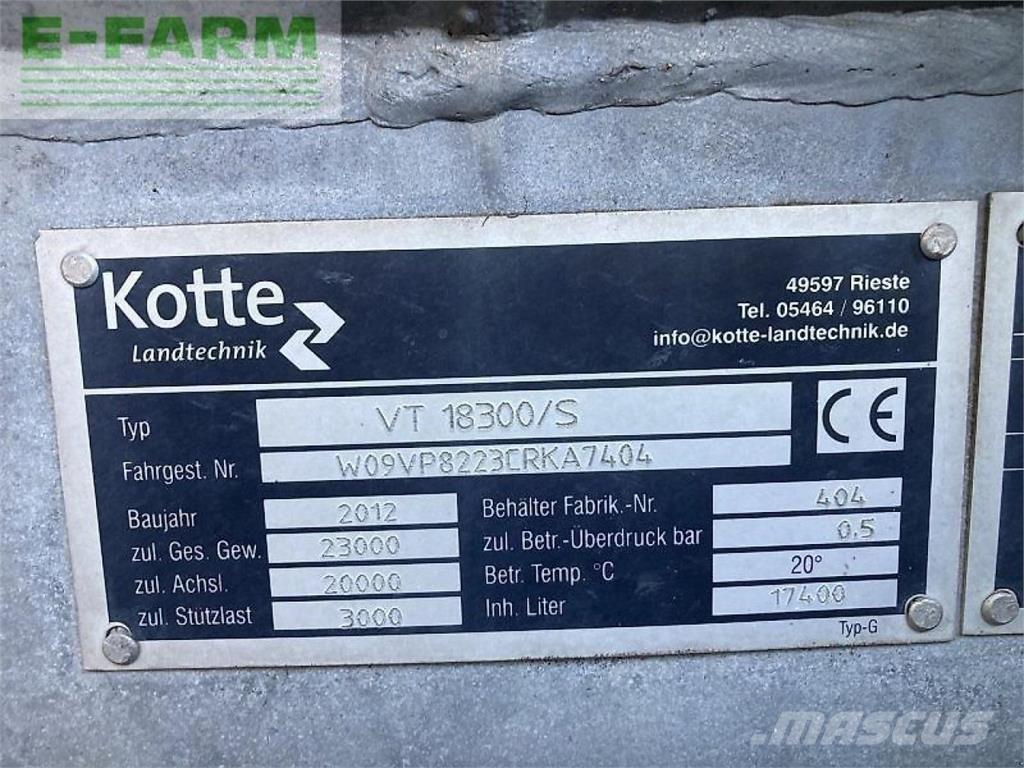 E-FARM
Kotte
Landtechnik
49597 Rieste
Tel. 05464 / 96110
info@kotte-landtechnik.de
Typ VT 18300/S
CE
Fahrgest. Nr. W09VP8223CRKA7404
Baujahr 2012
zul. Ges. Gew. 23000
zul. Achsl. 20000
zul. Stützlast 3000
Behälter Fabrik.-Nr. 404
zul. Betr.-Überdruck bar 0.5
Betr. Temp. °C 20°
Inh. Liter 17400
Typ-G
MASCUS